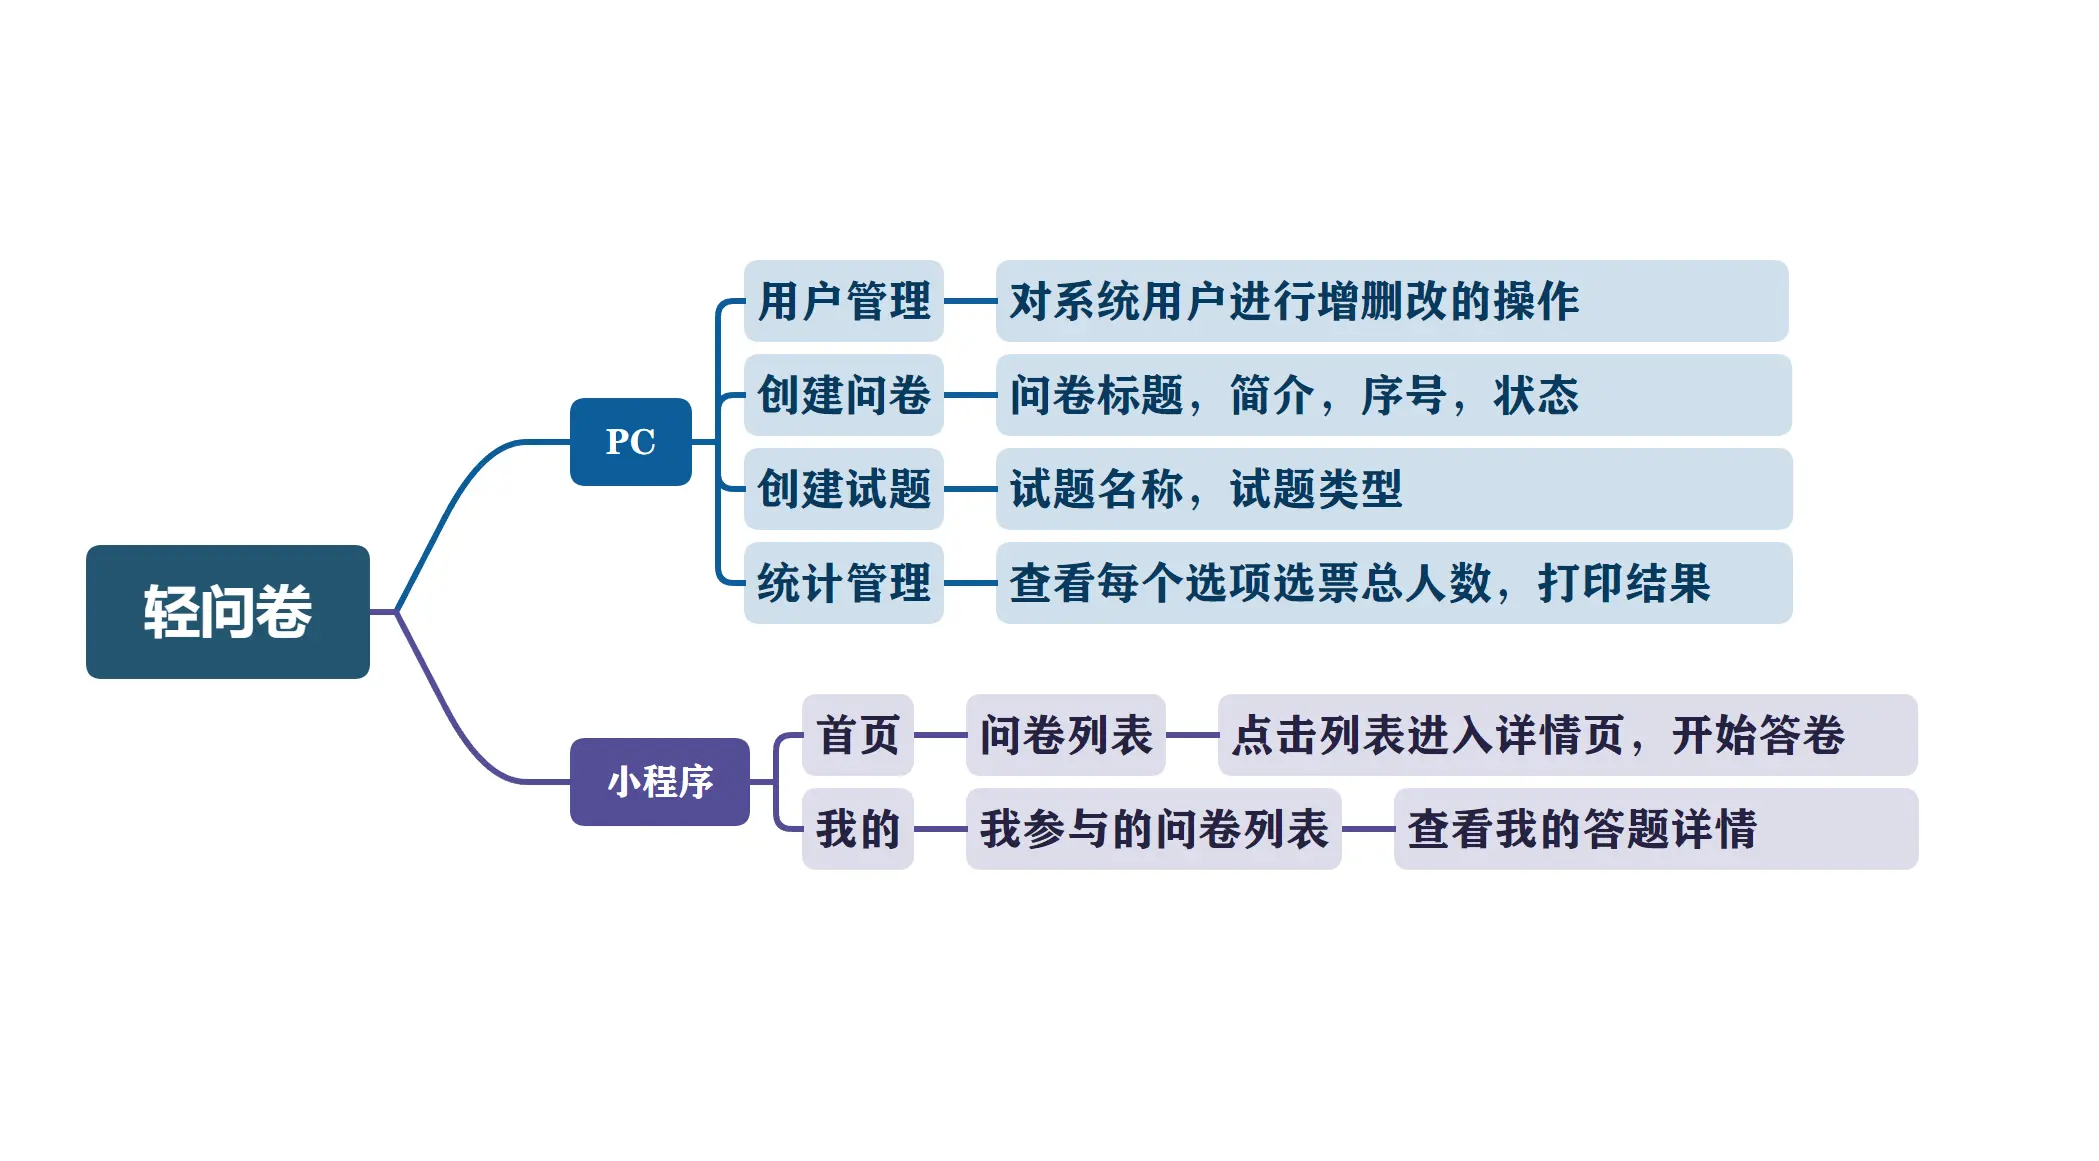 轻问卷
PC
用户管理
对系统用户进行增删改的操作
创建问卷
问卷标题，简介，序号，状态
创建试题
试题名称，试题类型
统计管理
查看每个选项选票总人数，打印结果
小程序
首页
问卷列表
点击列表进入详情页，开始答卷
我的
我参与的问卷列表
查看我的答题详情